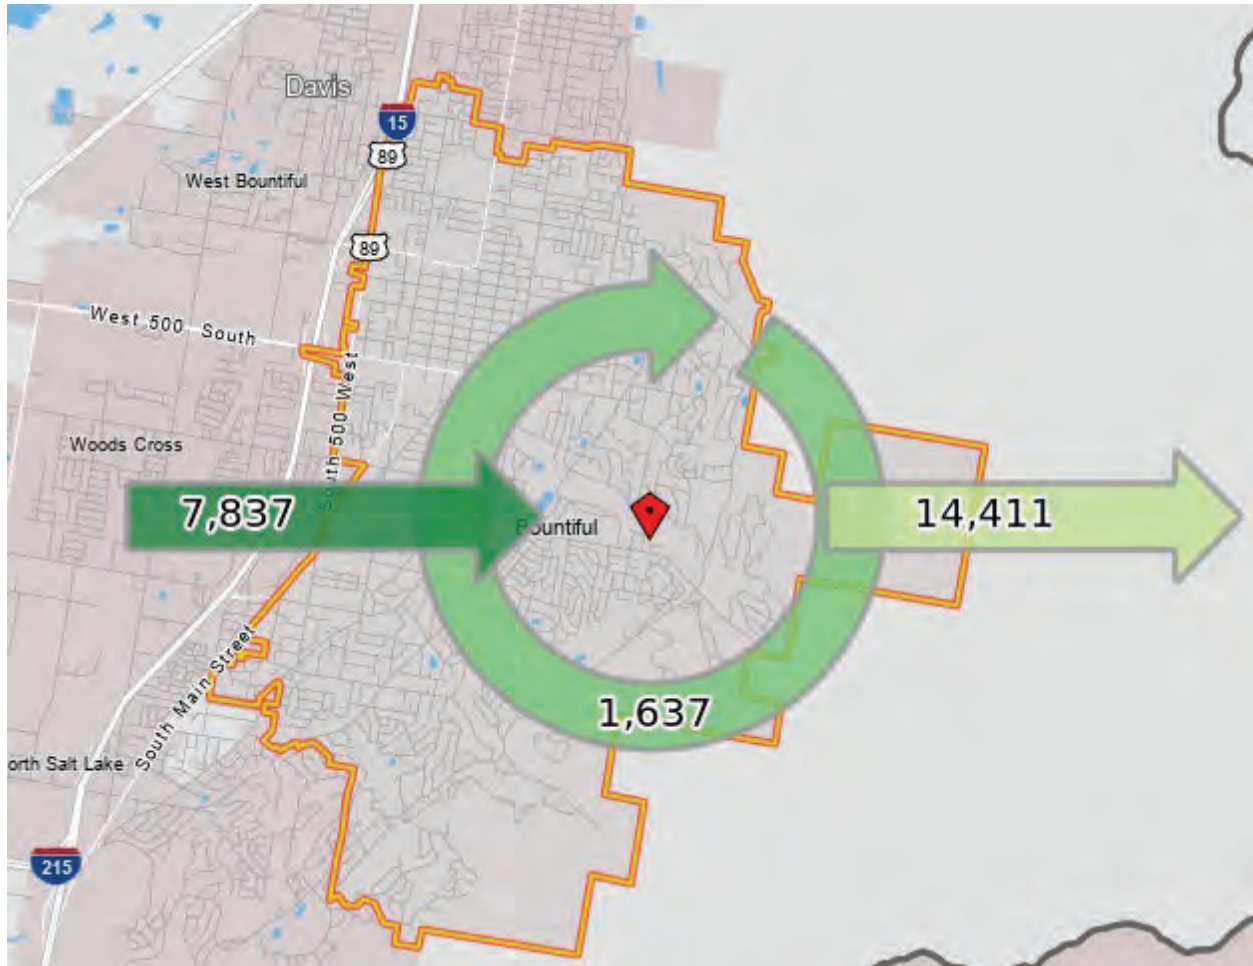 Davis
15
89
West Bountiful
89
West 500 South
South 500 West
Woods Cross
7,837
Bountiful
14,411
1,637
South Main Street
orth Salt Lake
215